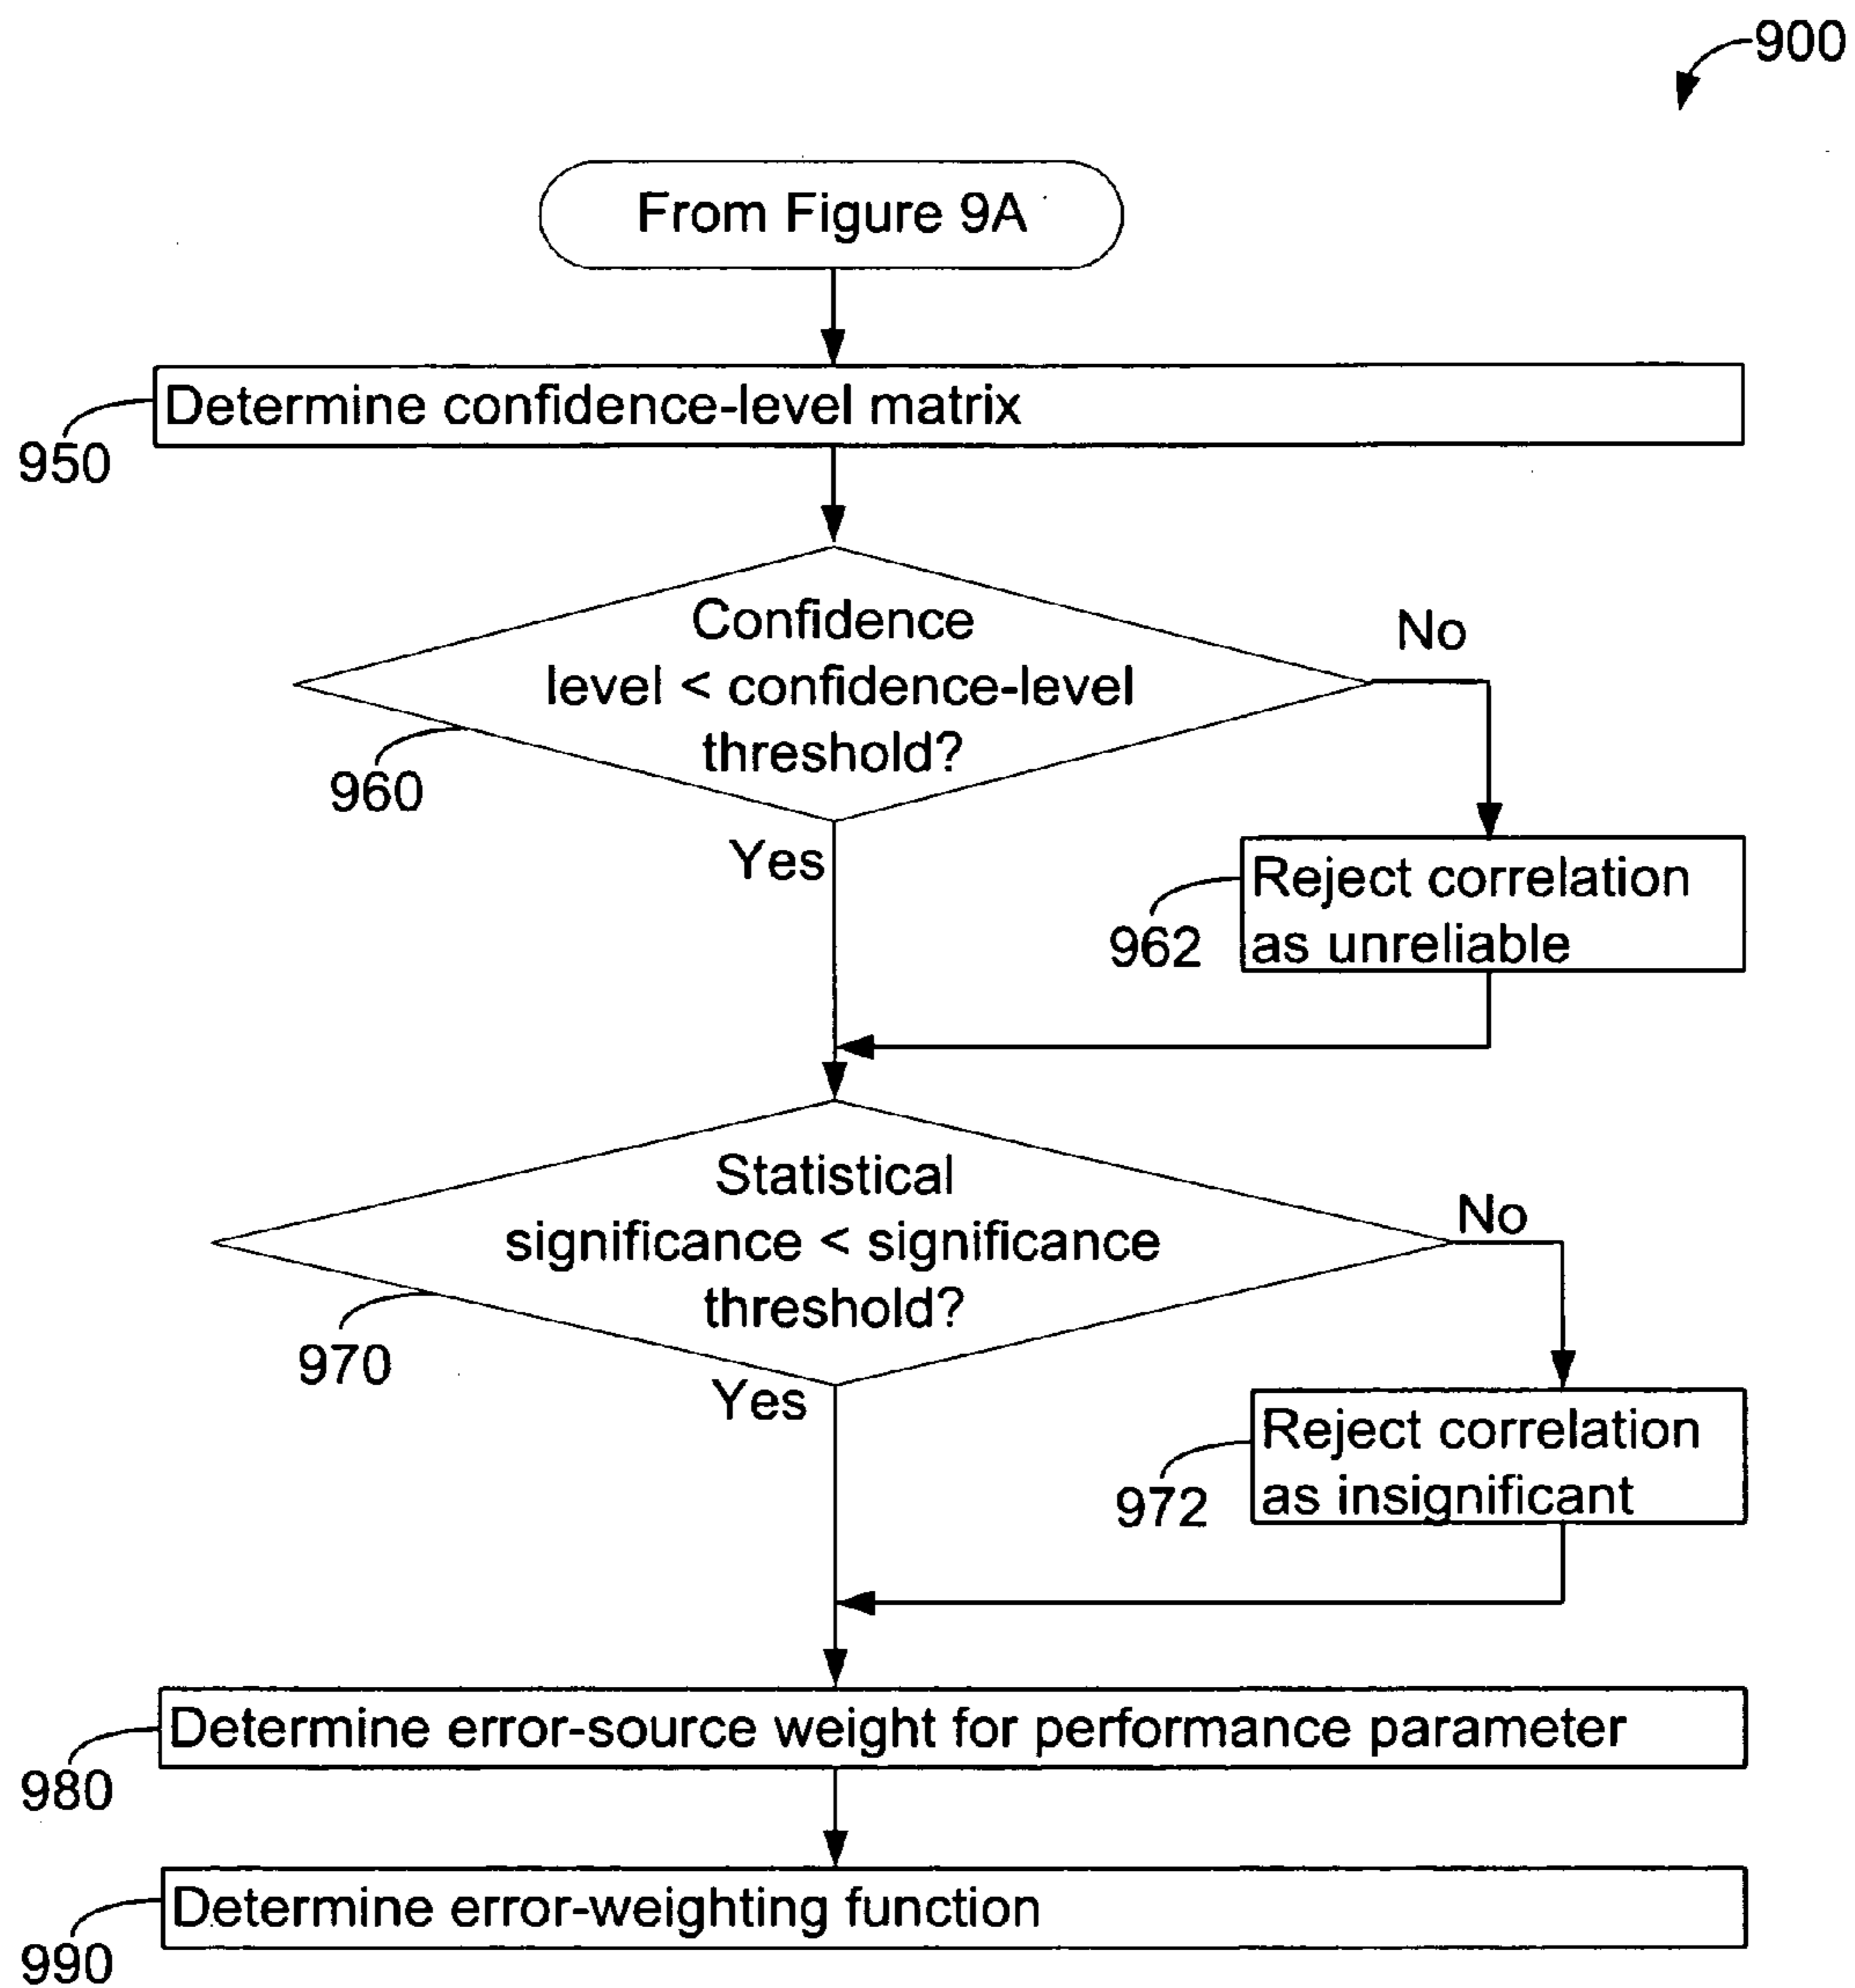 900
From Figure 9A
Determine confidence-level matrix
950
Confidence
level < confidence-level
threshold?
No
960
Yes
Reject correlation
as unreliable
962
Statistical
significance < significance
threshold?
No
970
Yes
Reject correlation
as insignificant
972
Determine error-source weight for performance parameter
980
Determine error-weighting function
990